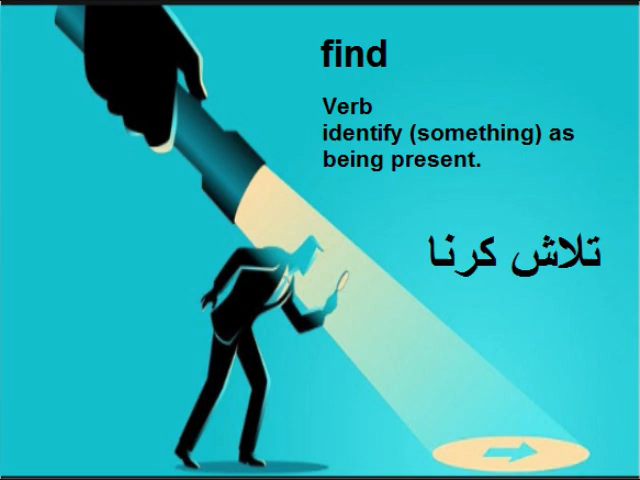 find
Verb
identify (something) as
being present.
تلاش کرنا